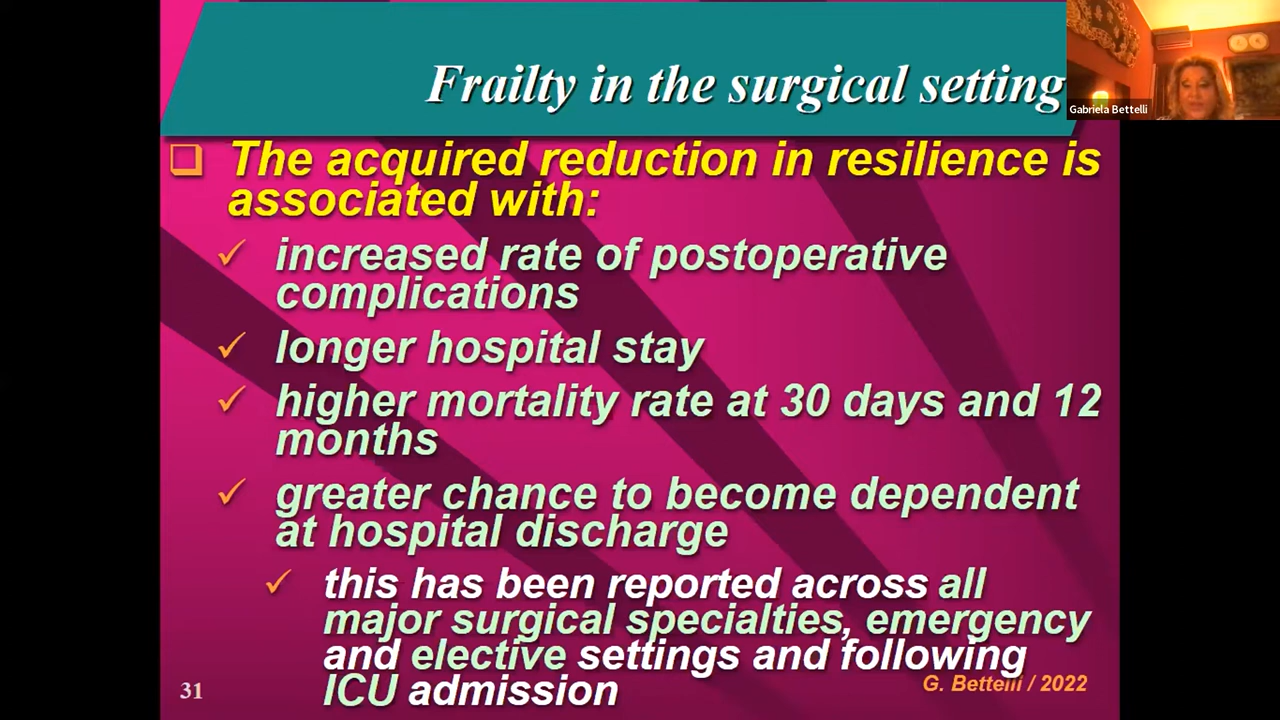 Frailty in the surgical setting
Gabriela Bettelli
The acquired reduction in resilience is
associated with:
increased rate of postoperative
complications
longer hospital stay
higher mortality rate at 30 days and 12
months
greater chance to become dependent
at hospital discharge
this has been reported across all
major surgical specialties, emergency
and elective settings and following
ICU admission
31
G. Bettelli / 2022